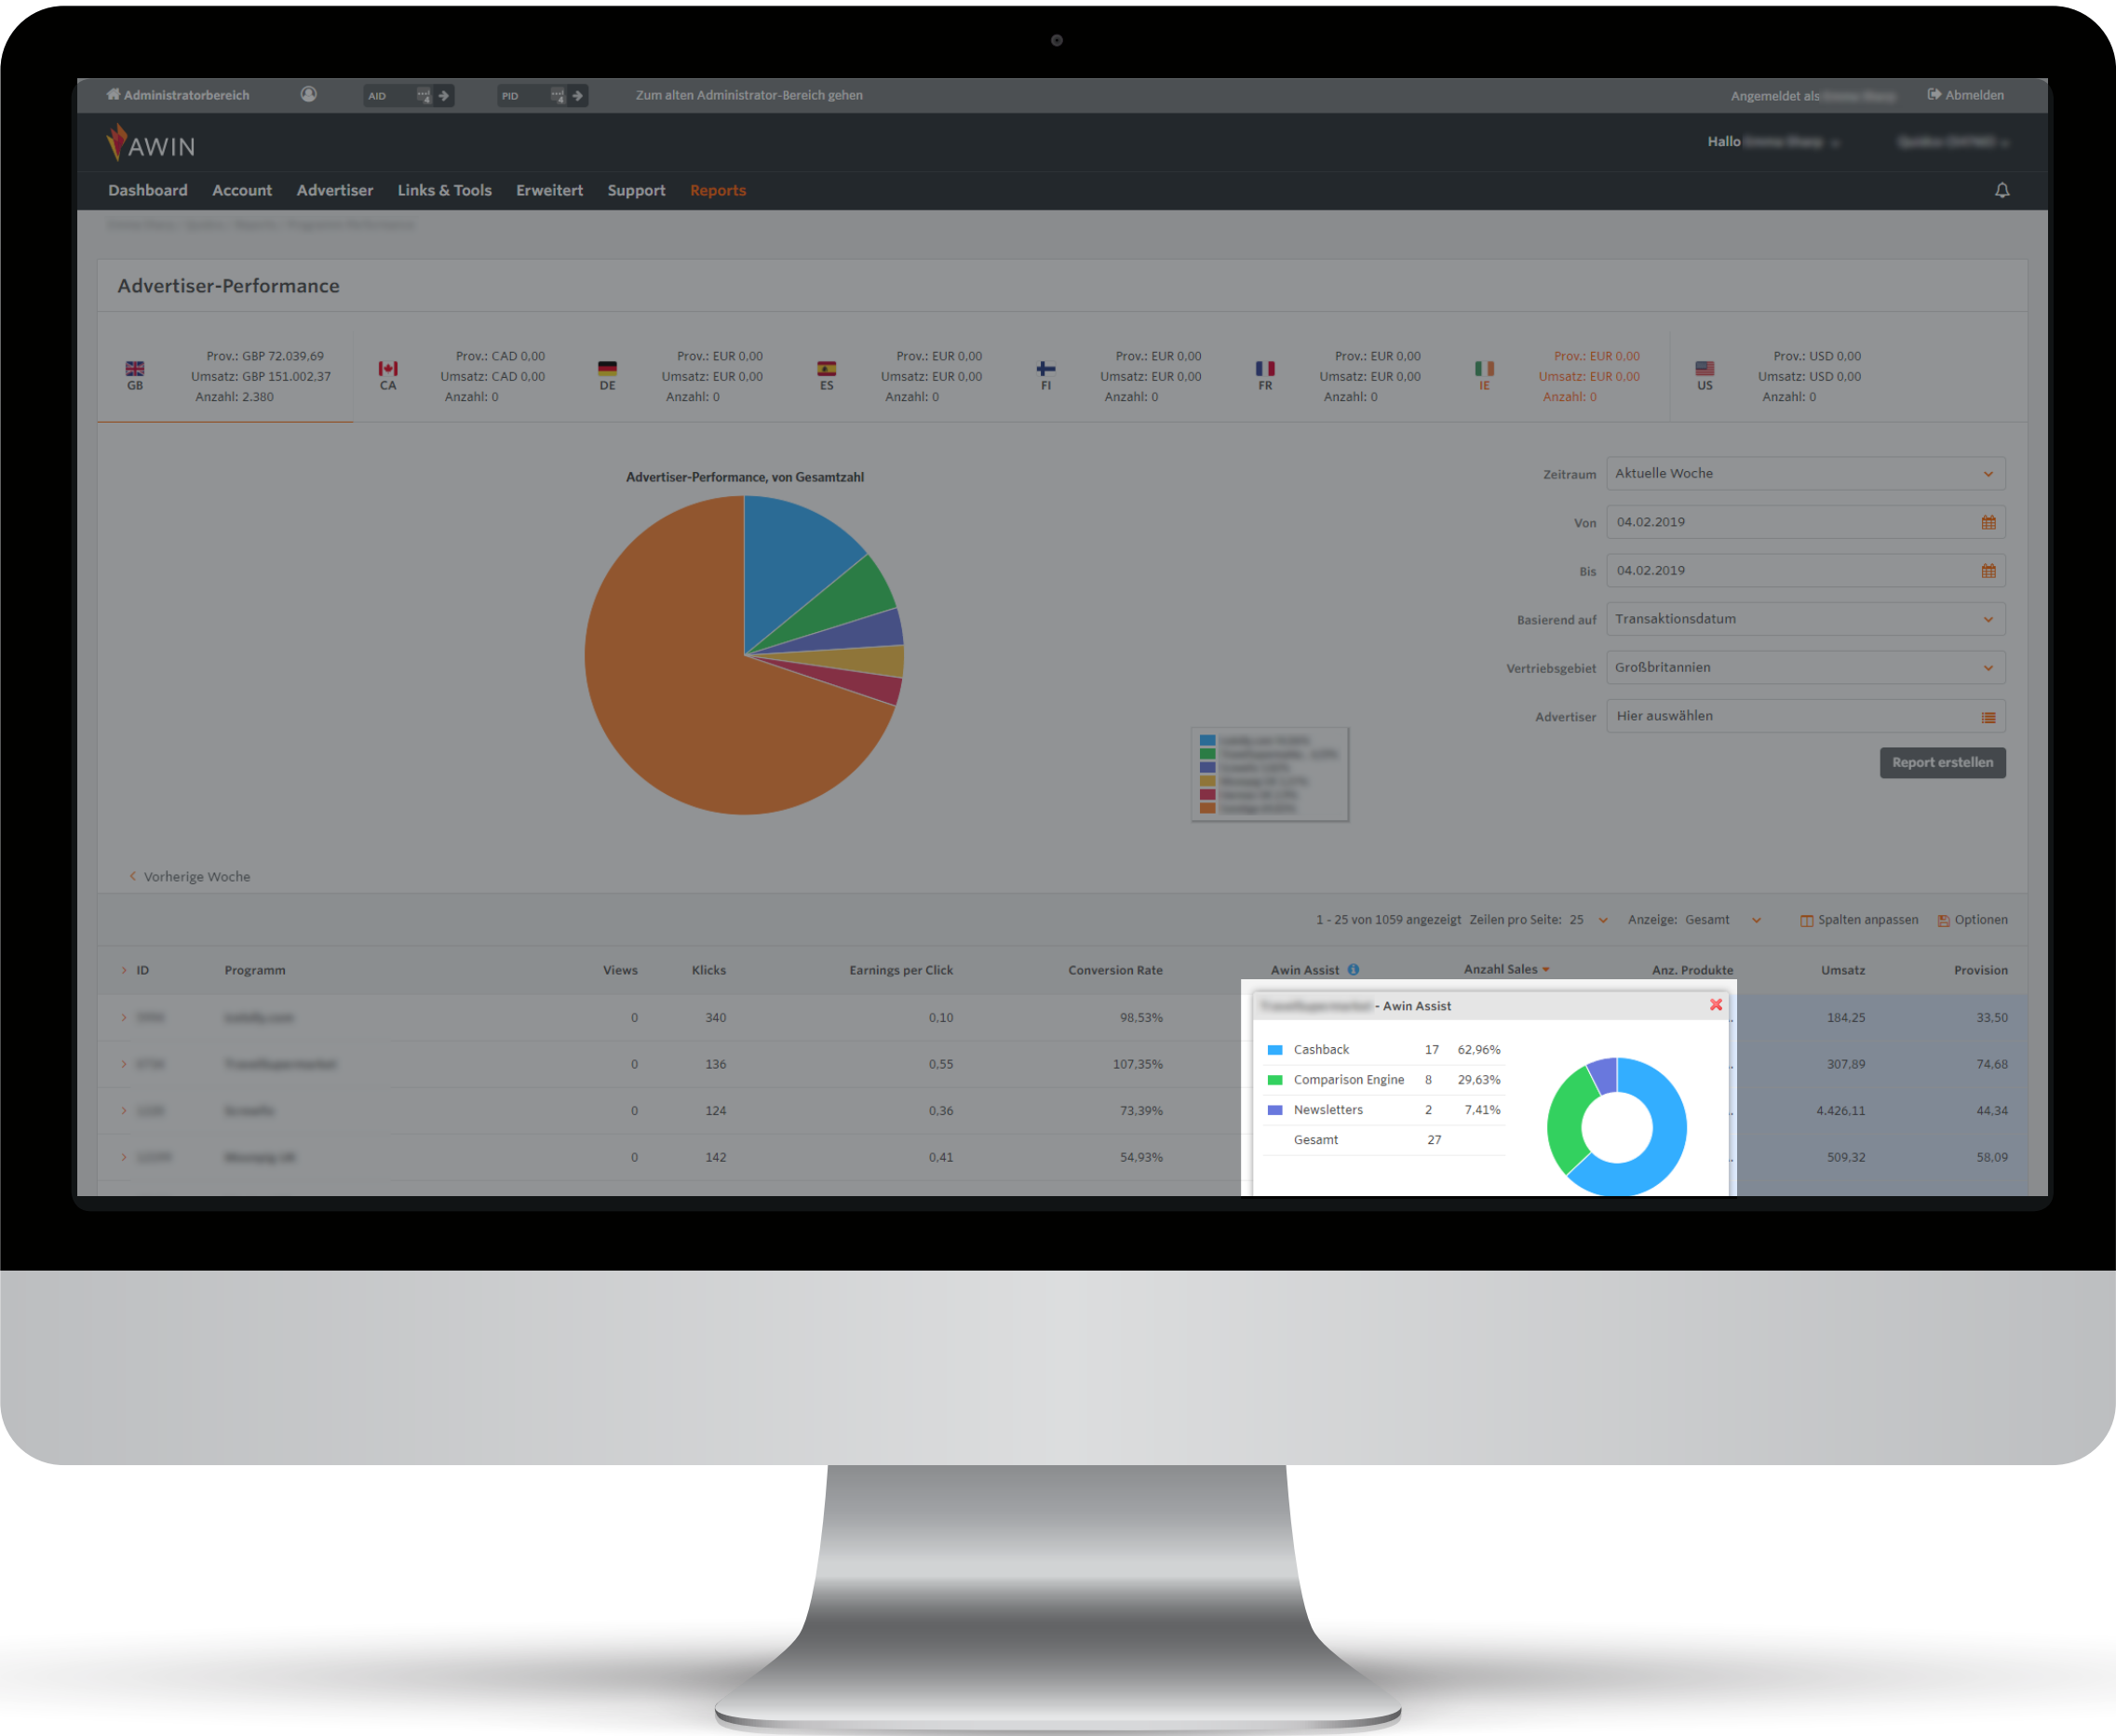 Administratorbereich AID PID Zum alten Administrator-Bereich gehen Angemeldet als Abmelden
AWIN Hallo
Dashboard Account Advertiser Links & Tools Erweitert Support Reports
Advertiser-Performance
GB Prov.: GBP 72.039,69
Umsatz: GBP 151.002,37
Anzahl: 2.380
CA Prov.: CAD 0,00
Umsatz: CAD 0,00
Anzahl: 0
DE Prov.: EUR 0,00
Umsatz: EUR 0,00
Anzahl: 0
ES Prov.: EUR 0,00
Umsatz: EUR 0,00
Anzahl: 0
FI Prov.: EUR 0,00
Umsatz: EUR 0,00
Anzahl: 0
FR Prov.: EUR 0,00
Umsatz: EUR 0,00
Anzahl: 0
IE Prov.: EUR 0,00
Umsatz: EUR 0,00
Anzahl: 0
US Prov.: USD 0,00
Umsatz: USD 0,00
Anzahl: 0
Advertiser-Performance, von Gesamtzahl
Zeitraum Aktuelle Woche
Von 04.02.2019
Bis 04.02.2019
Basierend auf Transaktionsdatum
Vertriebsgebiet Großbritannien
Advertiser Hier auswählen
Report erstellen
Vorherige Woche
1 - 25 von 1059 angezeigt Zeilen pro Seite: 25 Anzeige: Gesamt Spalten anpassen Optionen
ID Programm Views Klicks Earnings per Click Conversion Rate Awin Assist Anzahl Sales Anz. Produkte Umsatz Provision
0 340 0,10 98,53% 184,25 33,50
0 136 0,55 107,35% 307,89 74,68
0 124 0,36 73,39% 4.426,11 44,34
0 142 0,41 54,93% 509,32 58,09
- Awin Assist
Cashback 17 62,96%
Comparison Engine 8 29,63%
Newsletters 2 7,41%
Gesamt 27